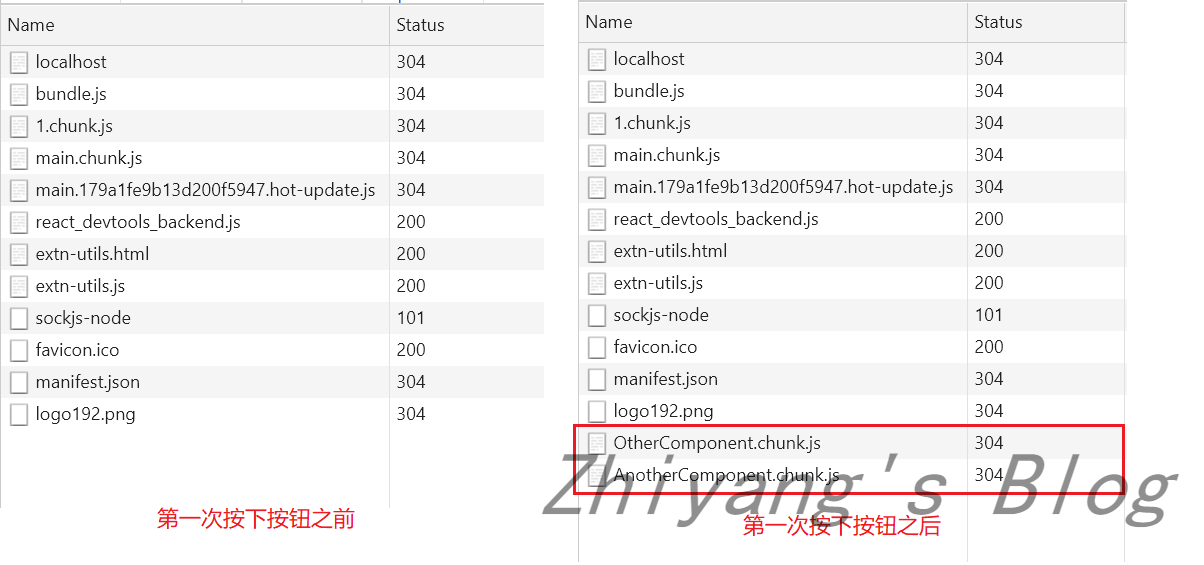 Name Status
localhost 304
bundle.js 304
1.chunk.js 304
main.chunk.js 304
main.179a1fe9b13d200f5947.hot-update.js 304
react_devtools_backend.js 200
extn-utils.html 200
extn-utils.js 200
sockjs-node 101
favicon.ico 200
manifest.json 304
logo192.png 304
第一次按下按钮之前
Name Status
localhost 304
bundle.js 304
1.chunk.js 304
main.chunk.js 304
main.179a1fe9b13d200f5947.hot-update.js 304
react_devtools_backend.js 200
extn-utils.html 200
extn-utils.js 200
sockjs-node 101
favicon.ico 200
manifest.json 304
logo192.png 304
OtherComponent.chunk.js 304
AnotherComponent.chunk.js 304
第一次按下按钮之后
Zhiyang's Blog